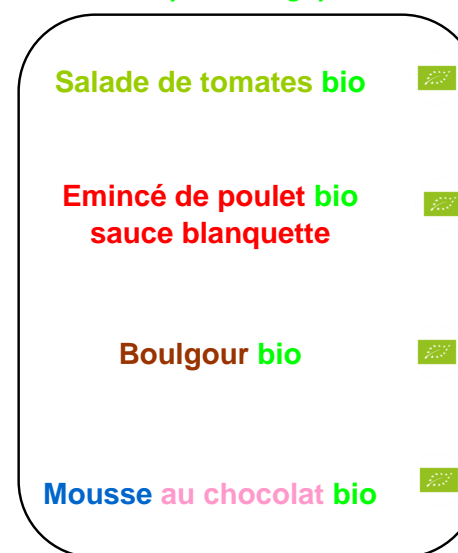 Salade de tomates bio
Emincé de poulet bio
sauce blanquette
Boulgour bio
Mousse au chocolat bio